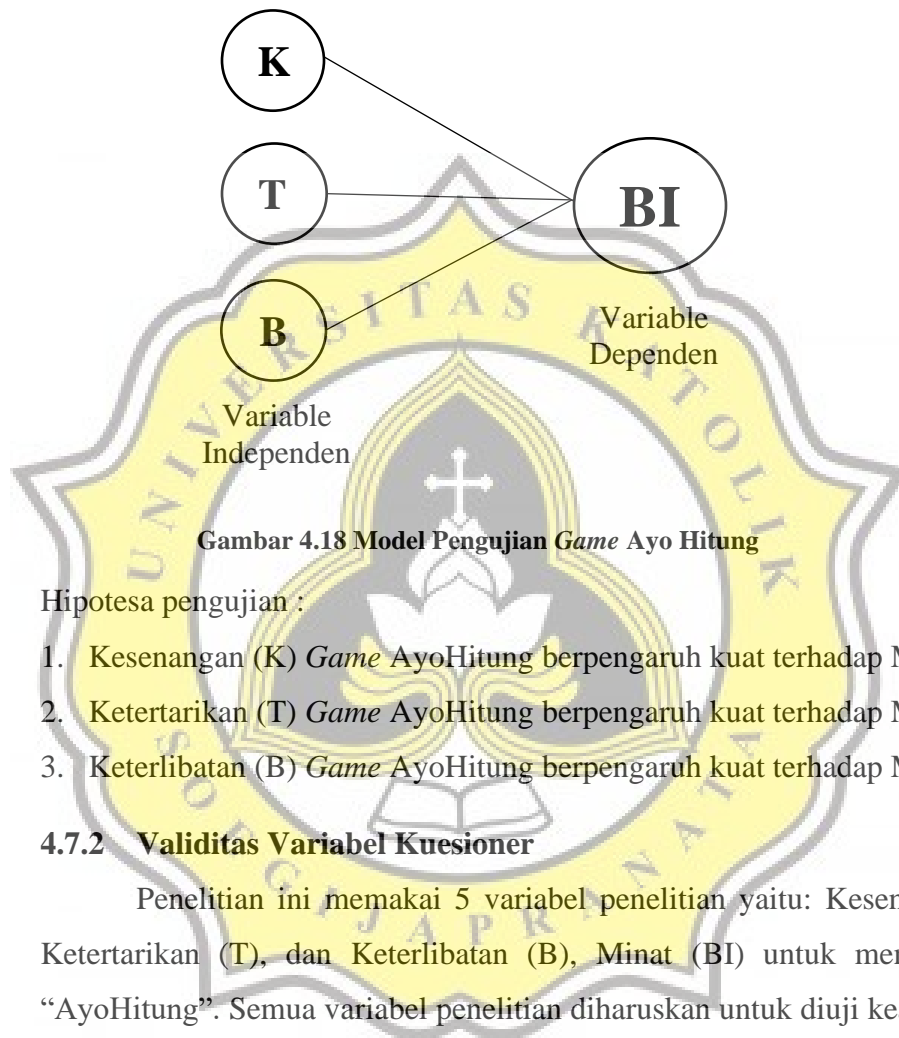 K
T
BI
B
Variable
Dependen
Variable
Independen
UNIVERSITAS KATOLIK
SOEGIJAPRANATA
Gambar 4.18 Model Pengujian Game Ayo Hitung
Hipotesa pengujian :
1. Kesenangan (K) Game AyoHitung berpengaruh kuat terhadap
2. Ketertarikan (T) Game AyoHitung berpengaruh kuat terhadap
3. Keterlibatan (B) Game AyoHitung berpengaruh kuat terhadap
4.7.2 Validitas Variabel Kuesioner
Penelitian ini memakai 5 variabel penelitian yaitu:
Ketertarikan (T), dan Keterlibatan (B), Minat (BI) untuk
“AyoHitung”. Semua variabel penelitian diharuskan untuk diuji